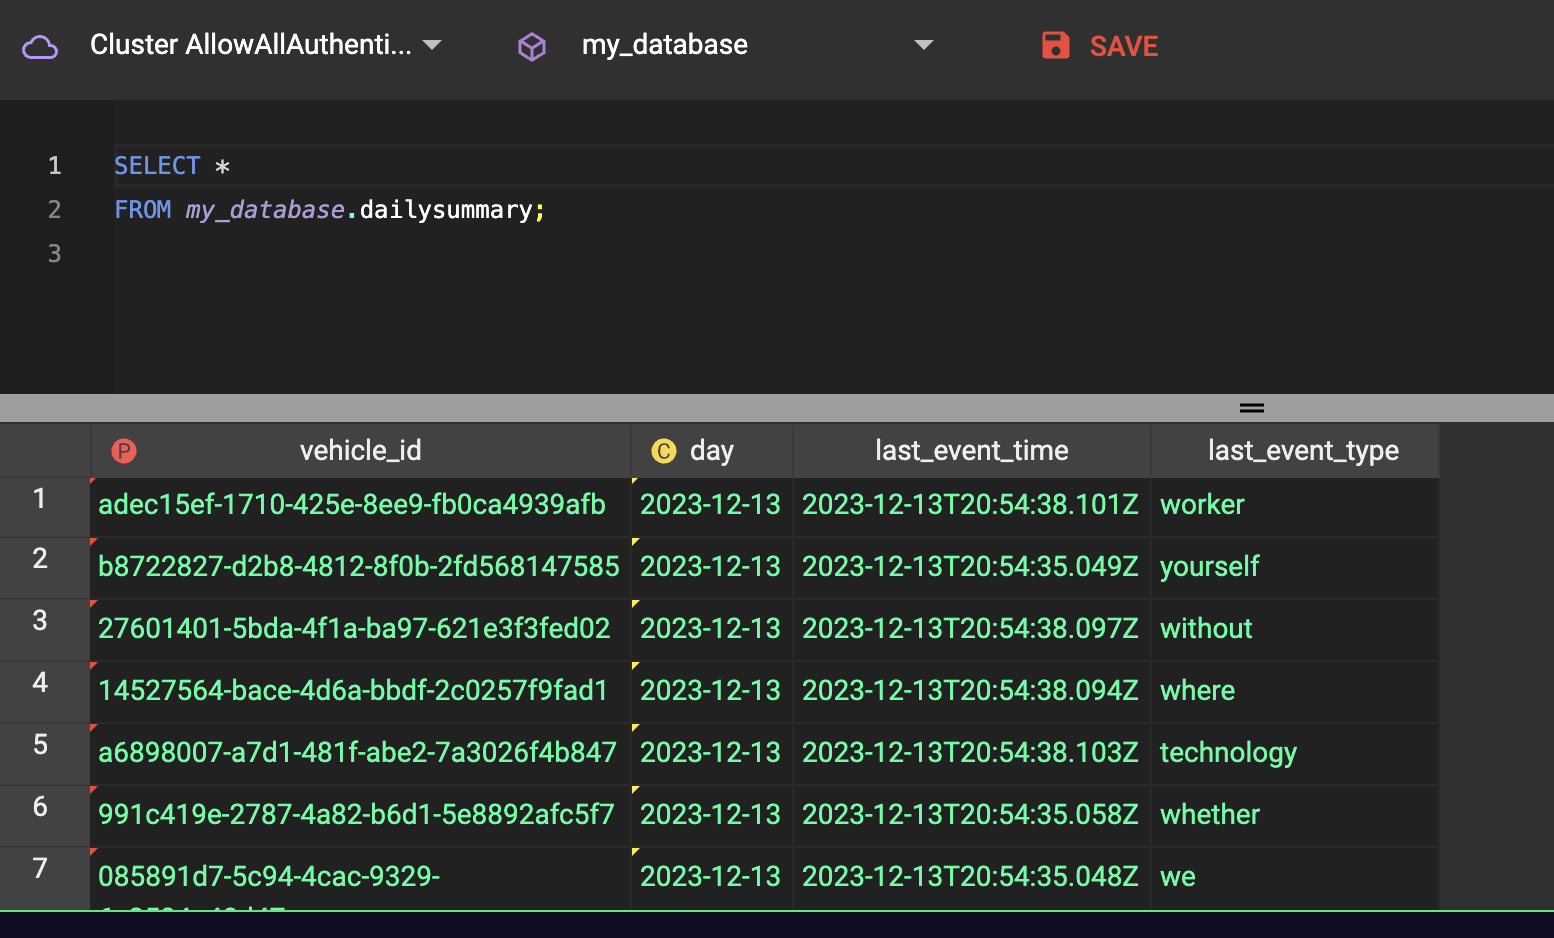 Cluster AllowAllAuthenti... my_database SAVE
1 SELECT *
2 FROM my_database.dailysummary;
3
P vehicle_id C day last_event_time last_event_type
1 adec15ef-1710-425e-8ee9-fb0ca4939afb 2023-12-13 2023-12-13T20:54:38.101Z worker
2 b8722827-d2b8-4812-8f0b-2fd568147585 2023-12-13 2023-12-13T20:54:35.049Z yourself
3 27601401-5bda-4f1a-ba97-621e3f3fed02 2023-12-13 2023-12-13T20:54:38.097Z without
4 14527564-bace-4d6a-bbdf-2c0257f9fad1 2023-12-13 2023-12-13T20:54:38.094Z where
5 a6898007-a7d1-481f-abe2-7a3026f4b847 2023-12-13 2023-12-13T20:54:38.103Z technology
6 991c419e-2787-4a82-b6d1-5e8892afc5f7 2023-12-13 2023-12-13T20:54:35.058Z whether
7 085891d7-5c94-4cac-9329- 2023-12-13 2023-12-13T20:54:35.048Z we